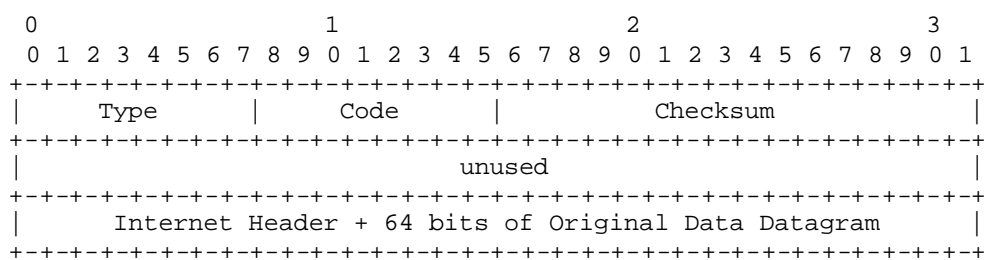 0                   1                   2                   3
0 1 2 3 4 5 6 7 8 9 0 1 2 3 4 5 6 7 8 9 0 1 2 3 4 5 6 7 8 9 0 1
+-+-+-+-+-+-+-+-+-+-+-+-+-+-+-+-+-+-+-+-+-+-+-+-+-+-+-+-+-+-+-+-+
|     Type      |     Code      |          Checksum             |
+-+-+-+-+-+-+-+-+-+-+-+-+-+-+-+-+-+-+-+-+-+-+-+-+-+-+-+-+-+-+-+-+
|                             unused                            |
+-+-+-+-+-+-+-+-+-+-+-+-+-+-+-+-+-+-+-+-+-+-+-+-+-+-+-+-+-+-+-+-+
|      Internet Header + 64 bits of Original Data Datagram      |
+-+-+-+-+-+-+-+-+-+-+-+-+-+-+-+-+-+-+-+-+-+-+-+-+-+-+-+-+-+-+-+-+